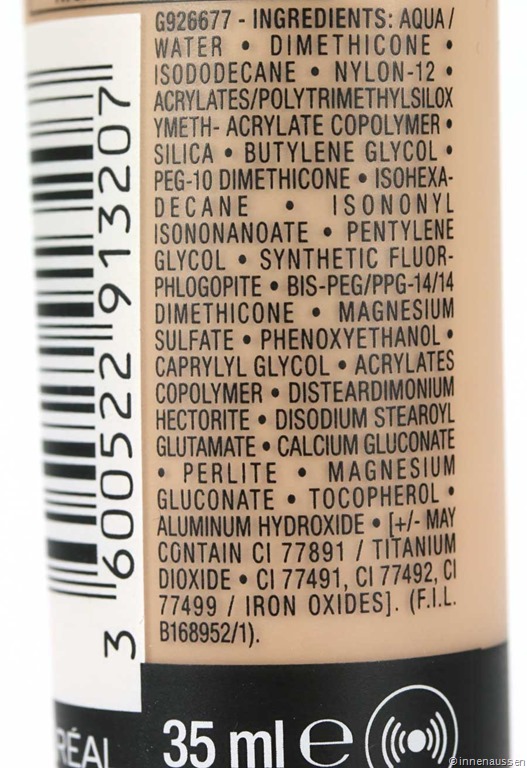 G926677 - INGREDIENTS: AQUA /
WATER • DIMETHICONE •
ISODODECANE • NYLON-12 •
ACRYLATES/POLYTRIMETHYLSILOX
YMETH- ACRYLATE COPOLYMER •
SILICA • BUTYLENE GLYCOL •
PEG-10 DIMETHICONE • ISOHEXA-
DECANE • ISONONYL
ISONONANOATE • PENTYLENE
GLYCOL • SYNTHETIC FLUOR-
PHLOGOPITE • BIS-PEG/PPG-14/14
DIMETHICONE • MAGNESIUM
SULFATE • PHENOXYETHANOL •
CAPRYLYL GLYCOL • ACRYLATES
COPOLYMER • DISTEARDIMONIUM
HECTORITE • DISODIUM STEAROYL
GLUTAMATE • CALCIUM GLUCONATE
• PERLITE • MAGNESIUM
GLUCONATE • TOCOPHEROL •
ALUMINUM HYDROXIDE • [+/- MAY
CONTAIN CI 77891 / TITANIUM
DIOXIDE • CI 77491, CI 77492, CI
77499 / IRON OXIDES]. (F.I.L.
B168952/1).
3 600522 913207
RÉAL
35 ml e
© innenaussen